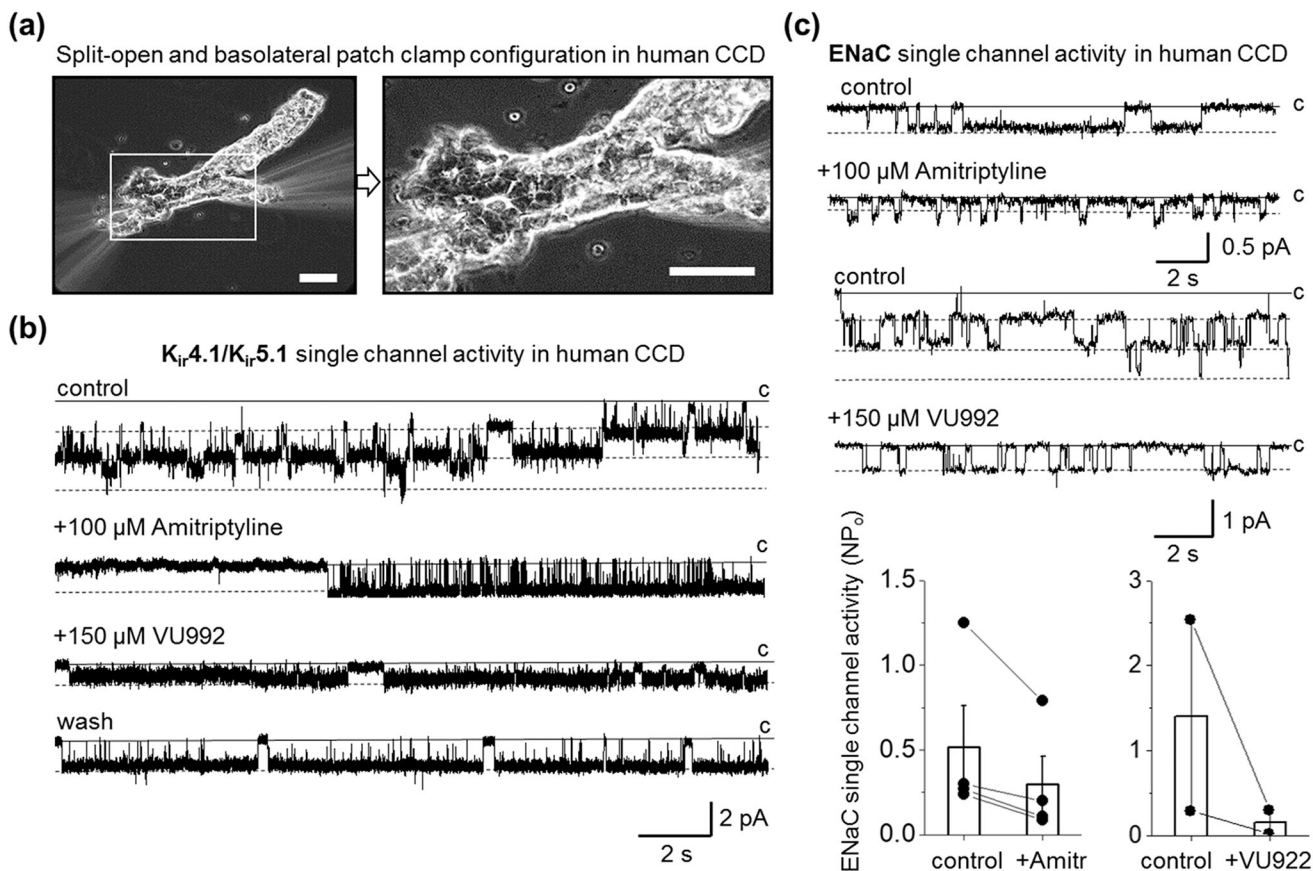 (a)
Split-open and basolateral patch clamp configuration in human CCD
(b)
Kir4.1/Kir5.1 single channel activity in human CCD
control
c
+100 µM Amitriptyline
c
+150 µM VU992
c
wash
c
2 pA
2 s
(c)
ENaC single channel activity in human CCD
control
c
+100 µM Amitriptyline
c
0.5 pA
2 s
control
c
+150 µM VU992
c
1 pA
2 s
ENaC single channel activity (NPo)
1.5
1.0
0.5
0.0
control +Amitr
3
2
1
0
control +VU922